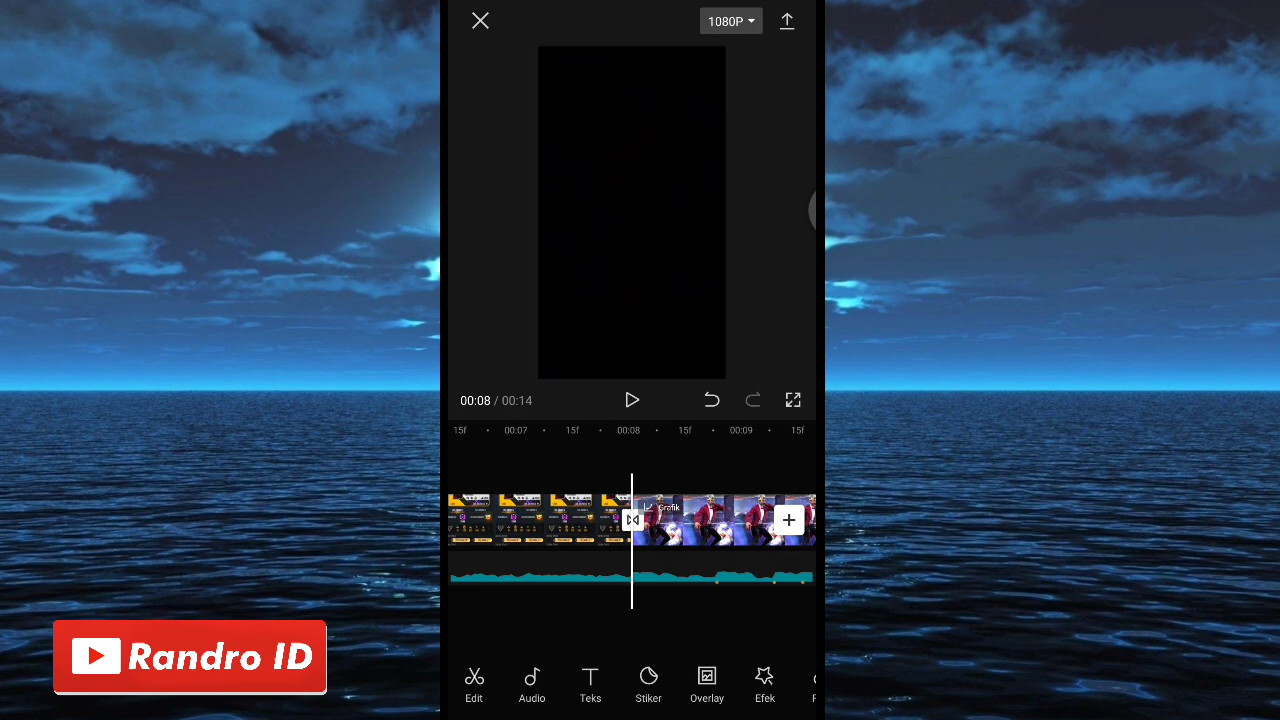 1080P
00:08 / 00:14
15f 00:07 15f 00:08 15f 00:09 15f
Grafik
Edit Audio Teks Stiker Overlay Efek
Randro ID